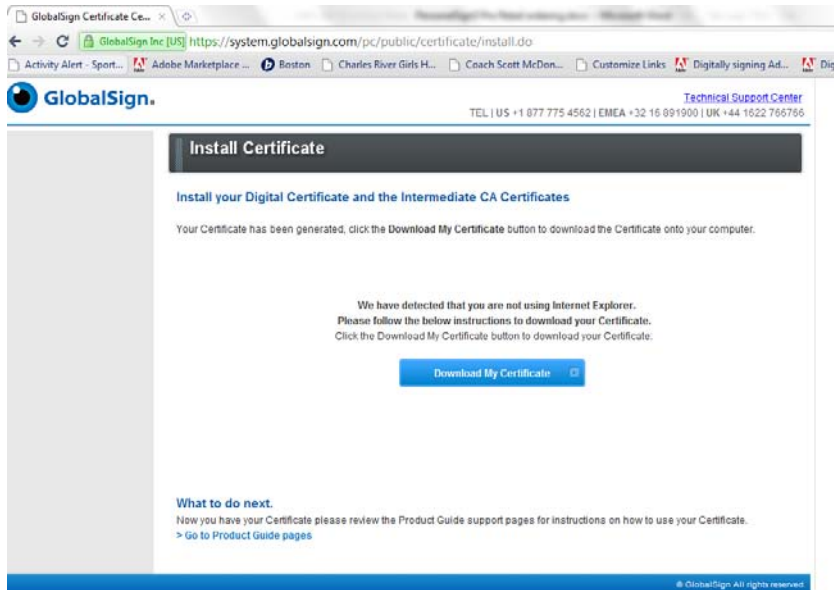 GlobalSign Certificate Ce...
GlobalSign Inc [US] https://system.globalsign.com/pc/public/certificate/install.do
Activity Alert - Sport... Adobe Marketplace ... Boston Charles River Girls H... Coach Scott McDon... Customize Links Digitally signing Ad... Dig
GlobalSign.
Technical Support Center
TEL | US +1 877 775 4562 | EMEA +32 16 891900 | UK +44 1622 766766
Install Certificate
Install your Digital Certificate and the Intermediate CA Certificates
Your Certificate has been generated, click the Download My Certificate button to download the Certificate onto your computer.
We have detected that you are not using Internet Explorer.
Please follow the below instructions to download your Certificate.
Click the Download My Certificate button to download your Certificate:
Download My Certificate
What to do next.
Now you have your Certificate please review the Product Guide support pages for instructions on how to use your Certificate.
> Go to Product Guide pages
© GlobalSign All rights reserved